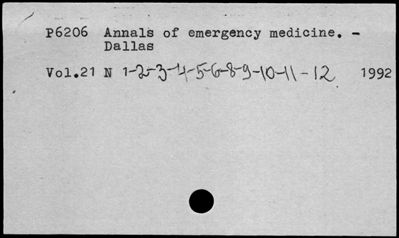 P6206 Annals of emergency medicine. -
Dallas
Vol.21 N 1-2-3-4-5-6-8-9-10-11-12 1992